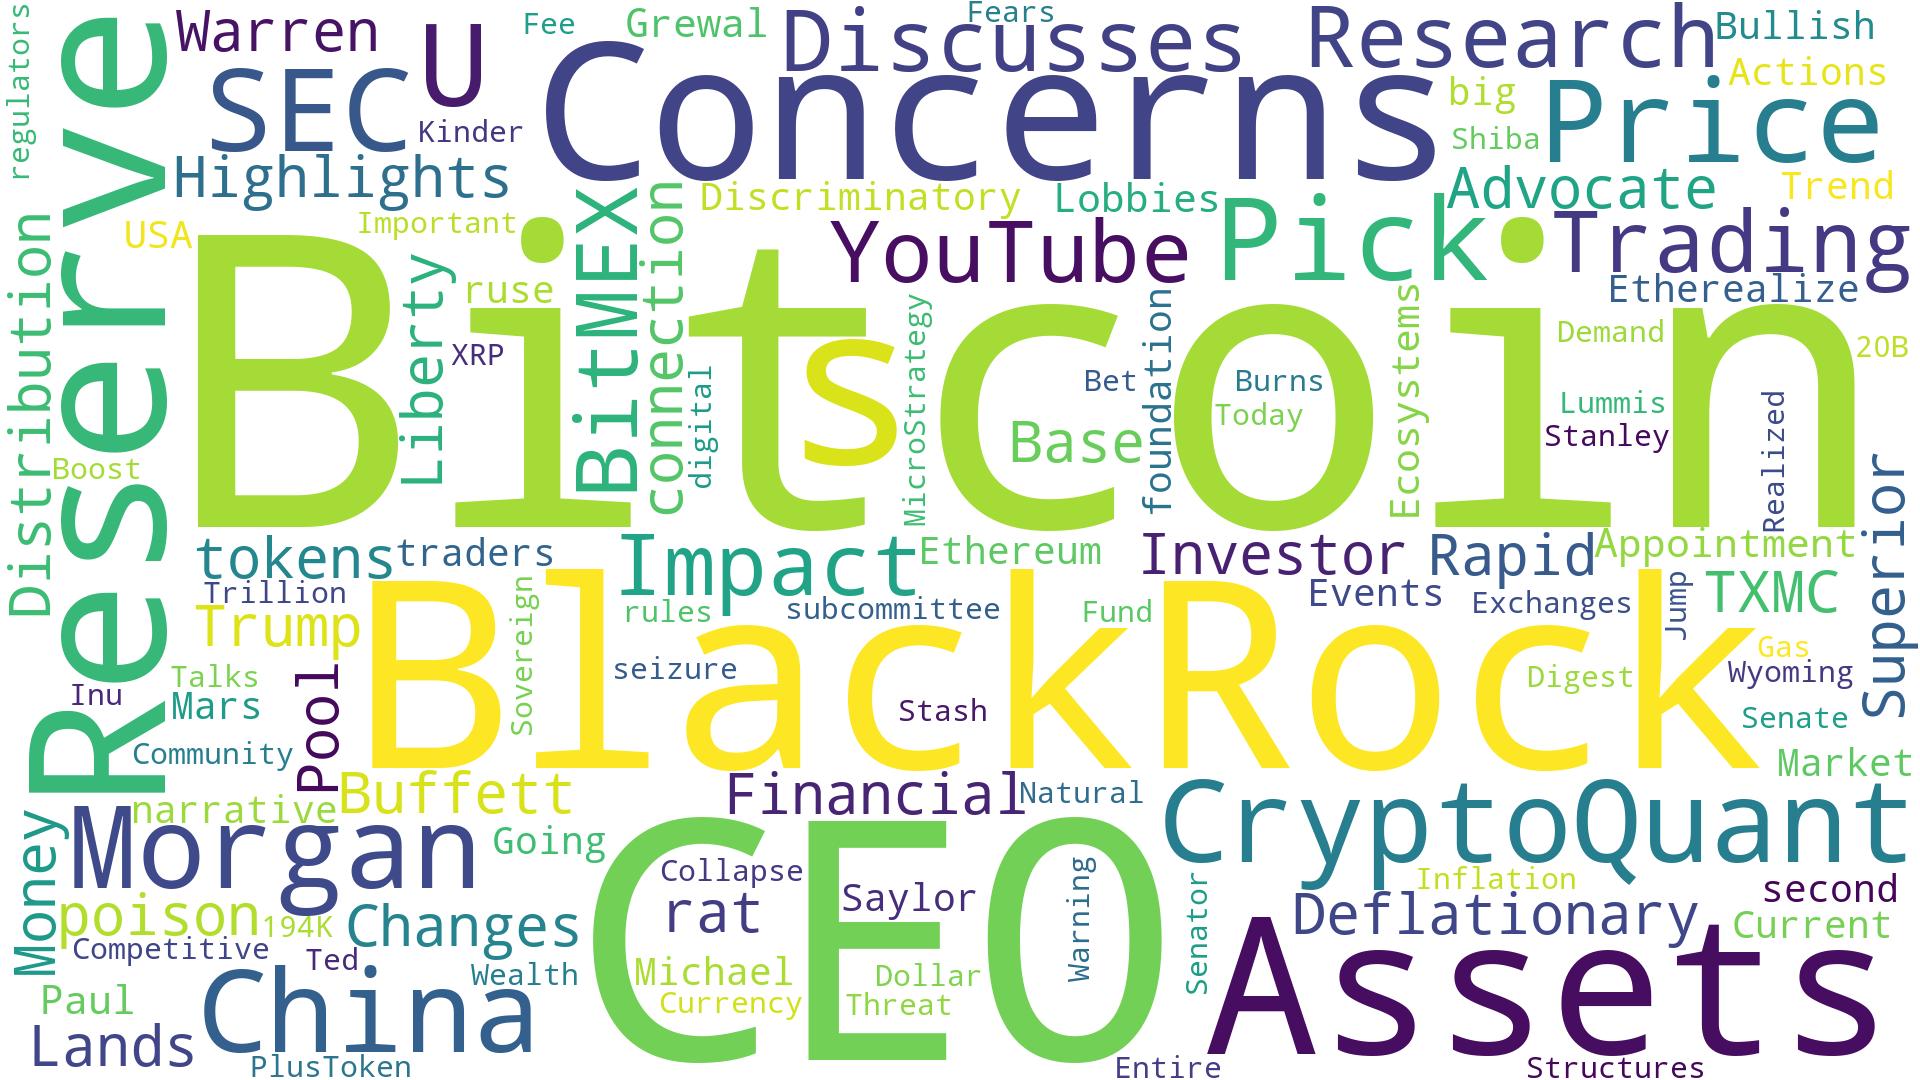 regulators
Warren
Fee
Grewal
Discusses
Fears
Research
Bullish
Reserve
SEC
U
Kinder
Concerns
big
Shiba
Price
Actions
Highlights
Discriminatory
Lobbies
Advocate
Trend
USA
Important
BitMEX
connection
YouTube
Pick
•
Trading
Distribution
Liberty
ruse
Etherealize
Bitcoin
XRP
digital
s
MicroStrategy
Bet
foundation
Burns
Today
Ecosystems
Demand
20B
Base
Lummis
Stanley
Realized
Boost
Superior
tokens
traders
Impact
Ethereum
Investor
Rapid
Appointment
Trillion
Trump
Sovereign
rules
subcommittee
Fund
Events
Exchanges
Jump
TXMC
BlackRock
Talks
Inu
Mars
seizure
Stash
Digest
Gas
Wyoming
Senate
Community
Pool
Market
Buffett
Financial
Natural
CryptoQuant
Money
narrative
Morgan
Going
CEO
Collapse
Saylor
Warning
Senator
Inflation
second
poison
194K
Changes
rat
Deflationary
Current
Competitive
Ted
Wealth
Michael
Dollar
Currency
Threat
Assets
Paul
China
Lands
PlusToken
Entire
Structures